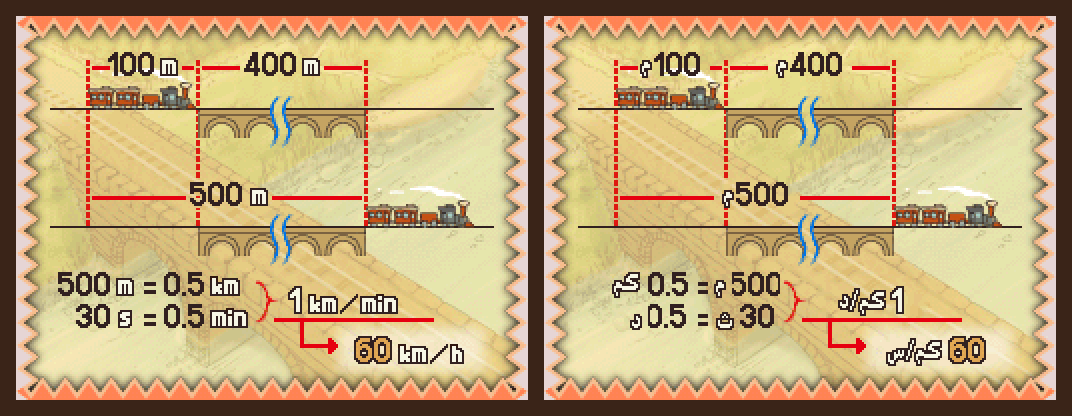 100 m 400 m
500 m
500 m = 0.5 km
30 s = 0.5 min
1 km/min
60 km/h
100م 400م
500م
500 م = 0.5 كم
30 ث = 0.5 د
1 كم/د
60 كم/س